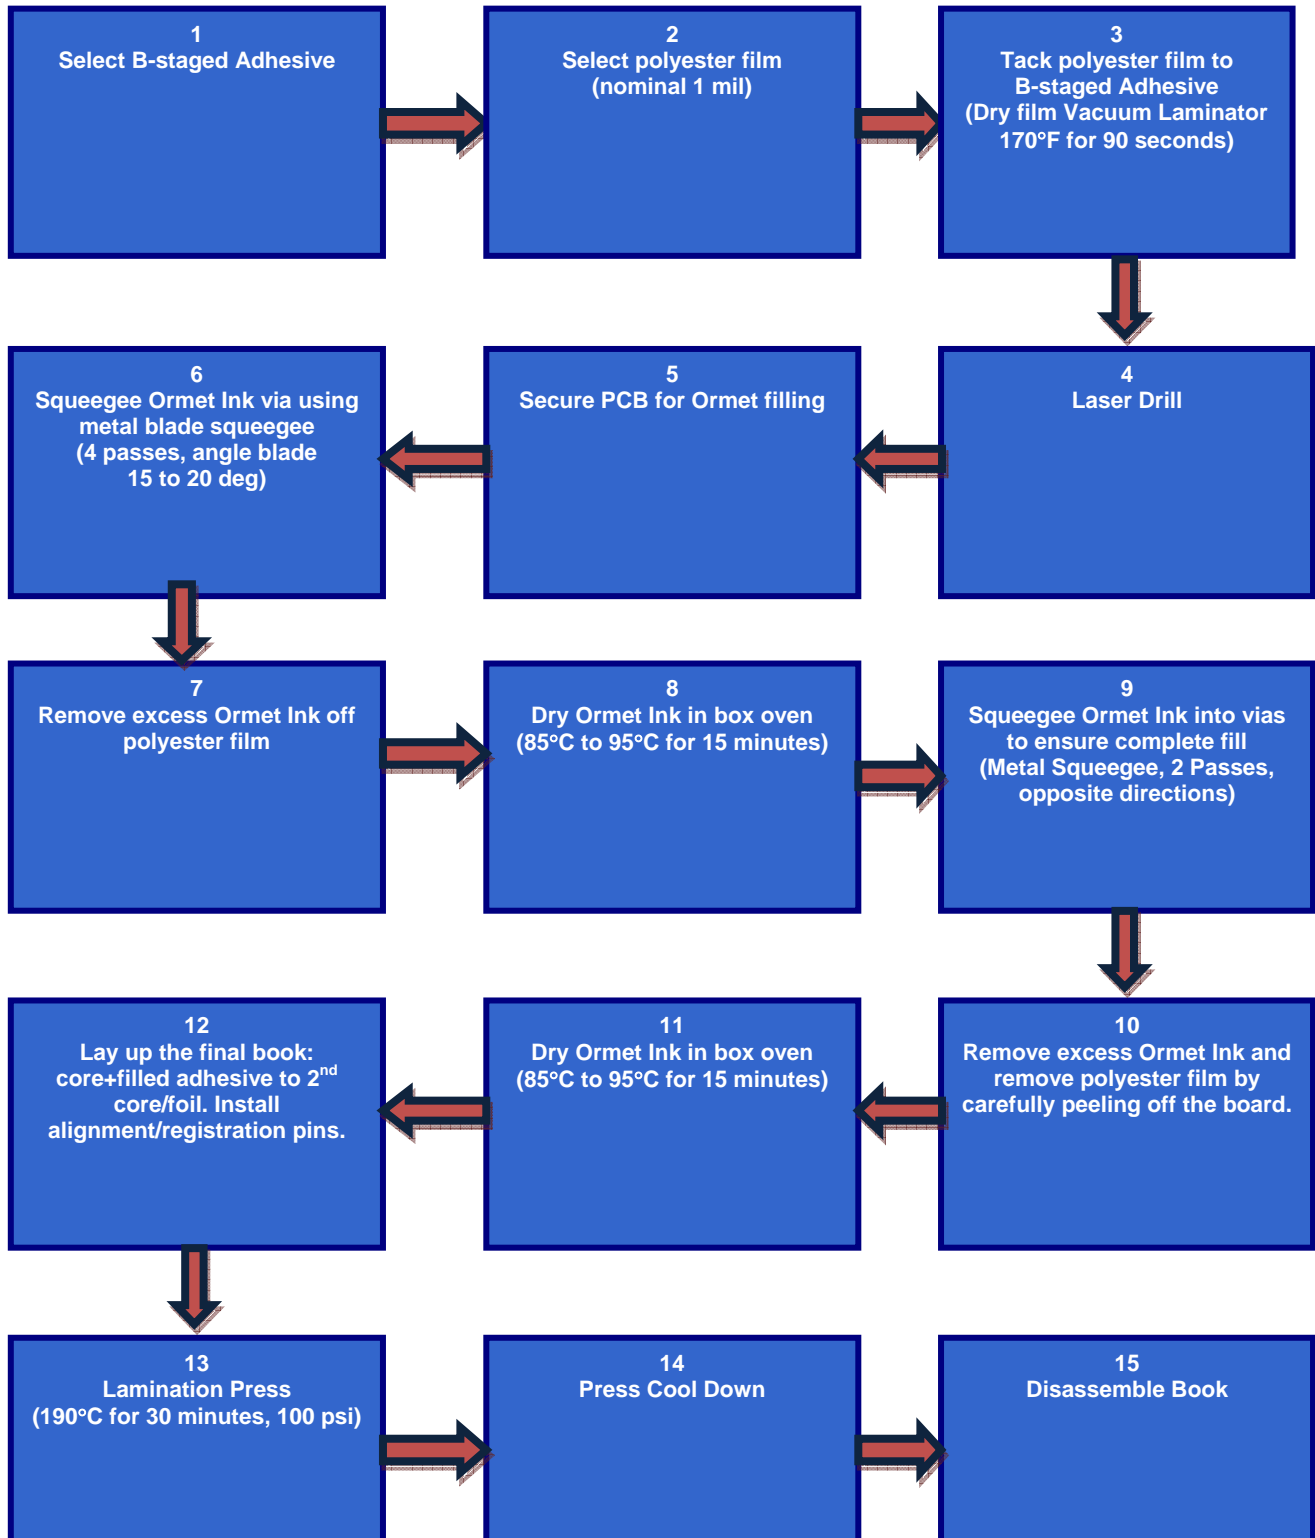 1
Select B-staged Adhesive
2
Select polyester film
(nominal 1 mil)
3
Tack polyester film to
B-staged Adhesive
(Dry film Vacuum Laminator
170°F for 90 seconds)
4
Laser Drill
5
Secure PCB for Ormet filling
6
Squeegee Ormet Ink via using
metal blade squeegee
(4 passes, angle blade
15 to 20 deg)
7
Remove excess Ormet Ink off
polyester film
8
Dry Ormet Ink in box oven
(85°C to 95°C for 15 minutes)
9
Squeegee Ormet Ink into vias
to ensure complete fill
(Metal Squeegee, 2 Passes,
opposite directions)
10
Remove excess Ormet Ink and
remove polyester film by
carefully peeling off the board.
11
Dry Ormet Ink in box oven
(85°C to 95°C for 15 minutes)
12
Lay up the final book:
core+filled adhesive to 2nd
core/foil. Install
alignment/registration pins.
13
Lamination Press
(190°C for 30 minutes, 100 psi)
14
Press Cool Down
15
Disassemble Book